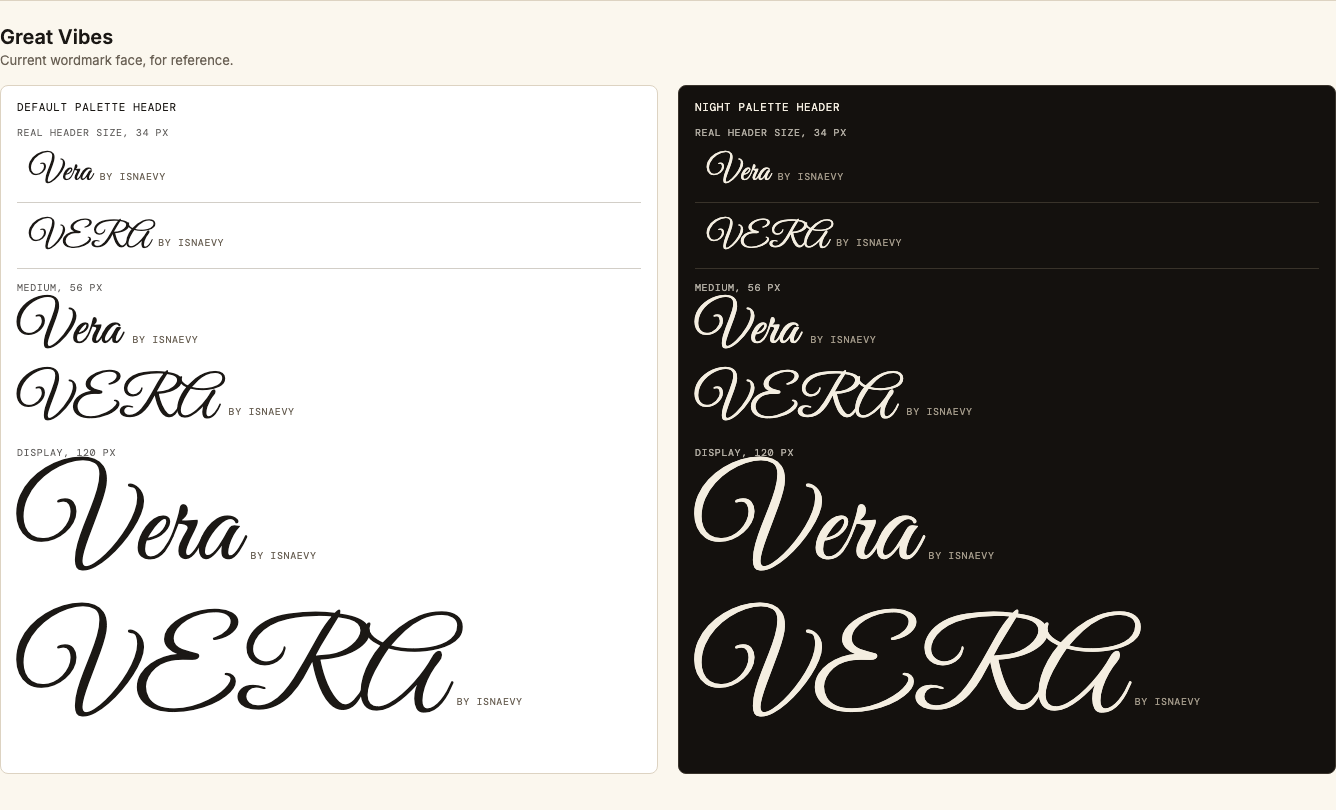 Great Vibes
Current wordmark face, for reference.
DEFAULT PALETTE HEADER
REAL HEADER SIZE, 34 PX
Vera BY ISNAEVY
VERA BY ISNAEVY
MEDIUM, 56 PX
Vera BY ISNAEVY
VERA BY ISNAEVY
DISPLAY, 120 PX
Vera BY ISNAEVY
VERA BY ISNAEVY
NIGHT PALETTE HEADER
REAL HEADER SIZE, 34 PX
Vera BY ISNAEVY
VERA BY ISNAEVY
MEDIUM, 56 PX
Vera BY ISNAEVY
VERA BY ISNAEVY
DISPLAY, 120 PX
Vera BY ISNAEVY
VERA BY ISNAEVY